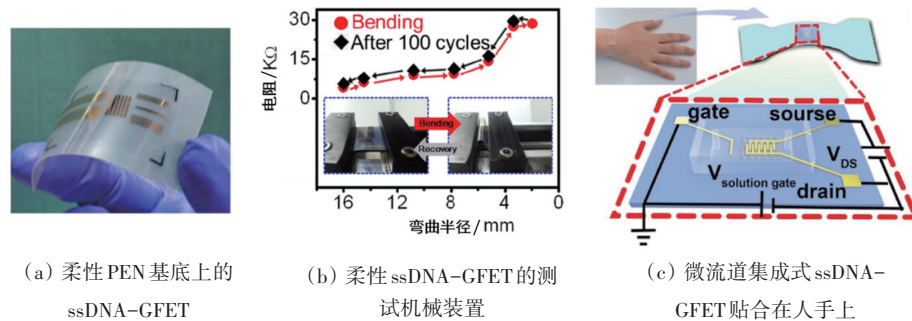 30
15
0
电阻/KΩ
Bending
After 100 cycles
Bending
Recovery
16
12
8
4
0
弯曲半径/mm
gate
sourse
V solution gate
VDS
drain
(a) 柔性PEN基底上的
ssDNA-GFET
(b) 柔性ssDNA-GFET的测
试机械装置
(c) 微流道集成式ssDNA-
GFET贴合在人手上